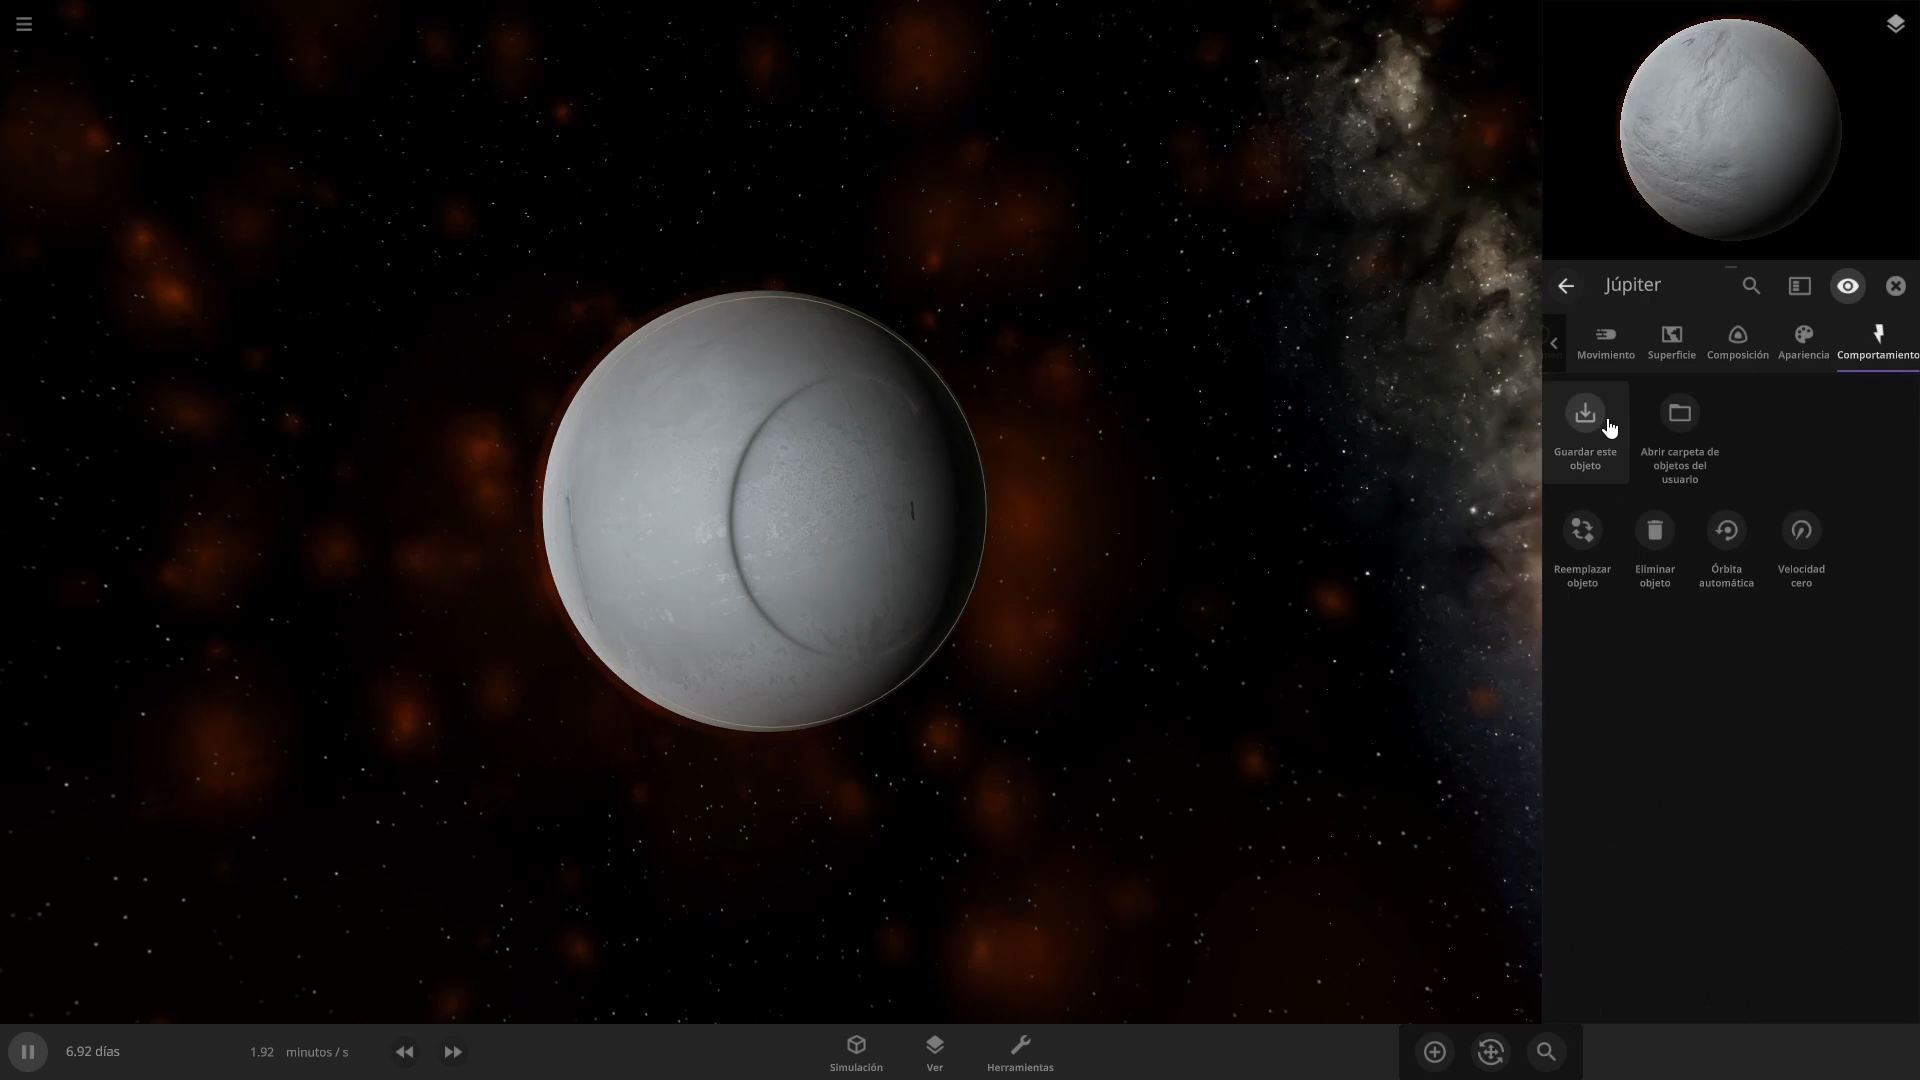 Júpiter
Movimiento
Superficie
Composición
Apariencia
Comportamiento
Guardar este
objeto
Abrir carpeta de
objetos del
usuario
Reemplazar
objeto
Eliminar
objeto
Órbita
automática
Velocidad
cero
6.92 días
1.92 minutos / s
Simulación
Ver
Herramientas